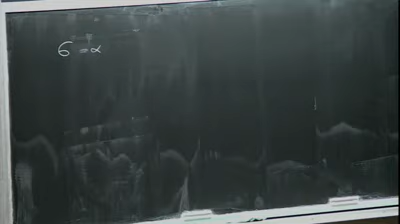 6 = α